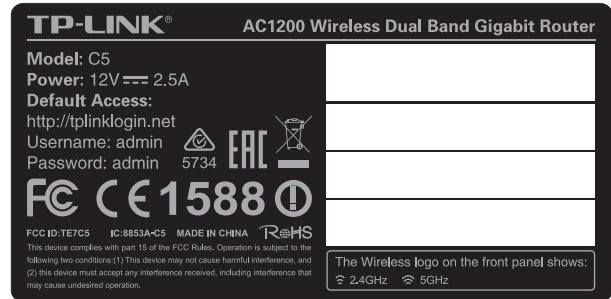 TP-LINK®
AC1200 Wireless Dual Band Gigabit Router
Model: C5
Power: 12V⎓2.5A
Default Access:
http://tplinklogin.net
Username: admin
Password: admin
5734
EAC
FC CE1588
FCC ID:TE7C5 IC:8853A-C5 MADE IN CHINA RoHS
This device complies with part 15 of the FCC Rules. Operation is subject to the
following two conditions:(1) This device may not cause harmful interference, and
(2) this device must accept any interference received, including interference that
may cause undesired operation.
The Wireless logo on the front panel shows:
2.4GHz 5GHz